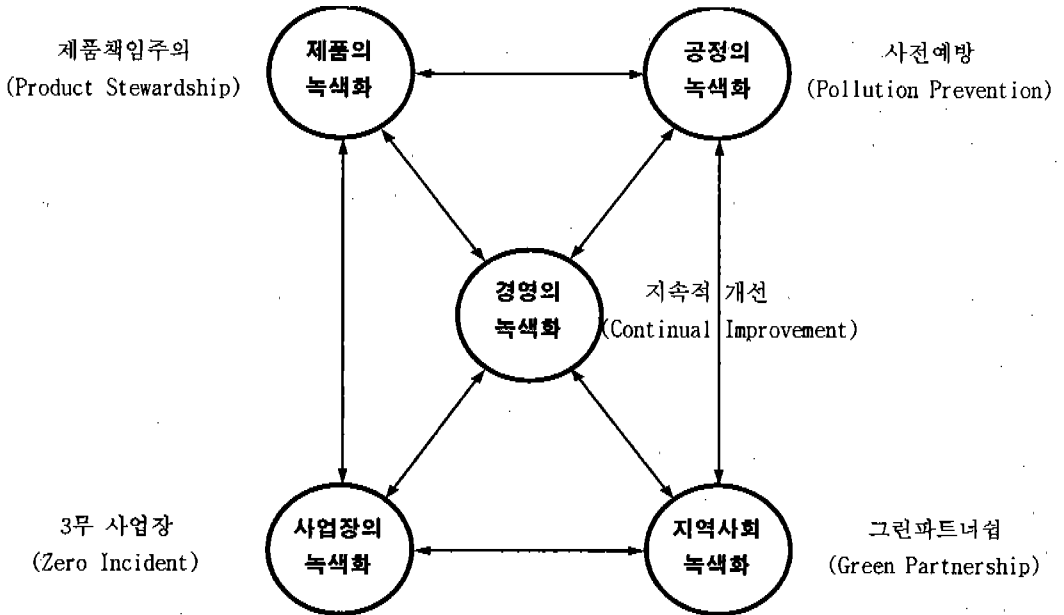 제품책임주의
(Product Stewardship)
제품의
녹색화
공정의
녹색화
사전예방
(Pollution Prevention)
경영의
녹색화
지속적 개선
(Continual Improvement)
3무 사업장
(Zero Incident)
사업장의
녹색화
지역사회
녹색화
그린파트너쉽
(Green Partnership)